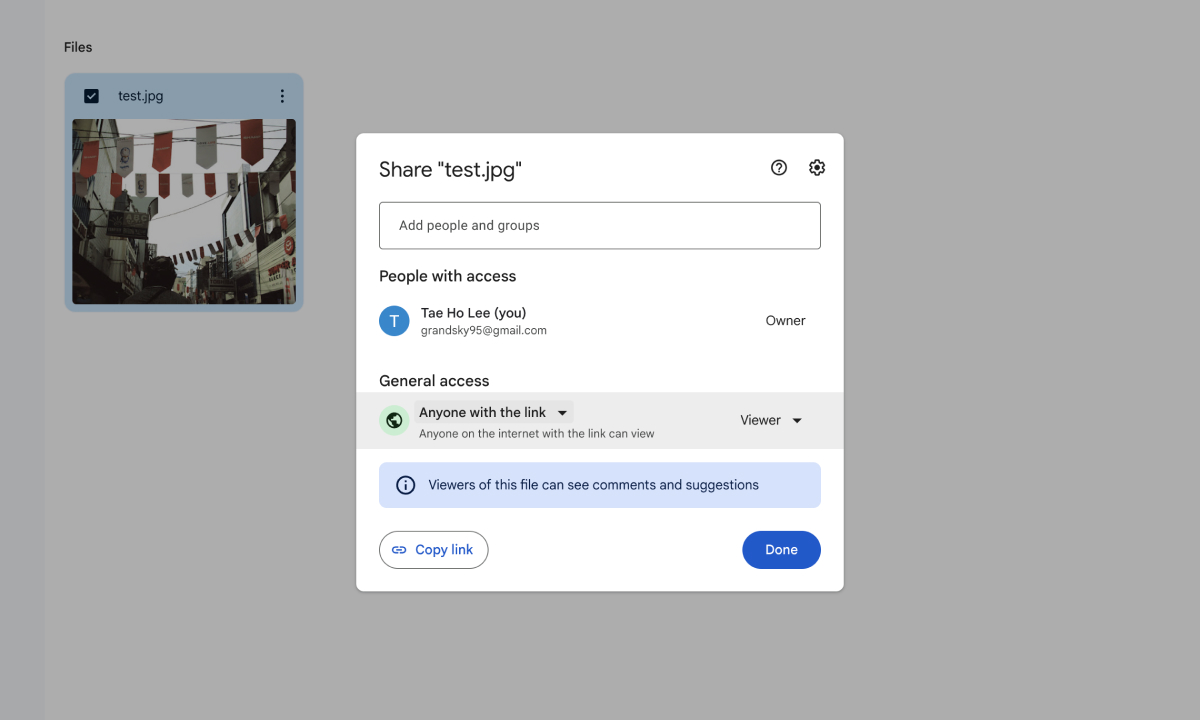 Files
test.jpg
Share "test.jpg"
Add people and groups
People with access
T
Tae Ho Lee (you)
grandsky95@gmail.com
Owner
General access
Anyone with the link
Anyone on the internet with the link can view
Viewer
Viewers of this file can see comments and suggestions
Copy link
Done